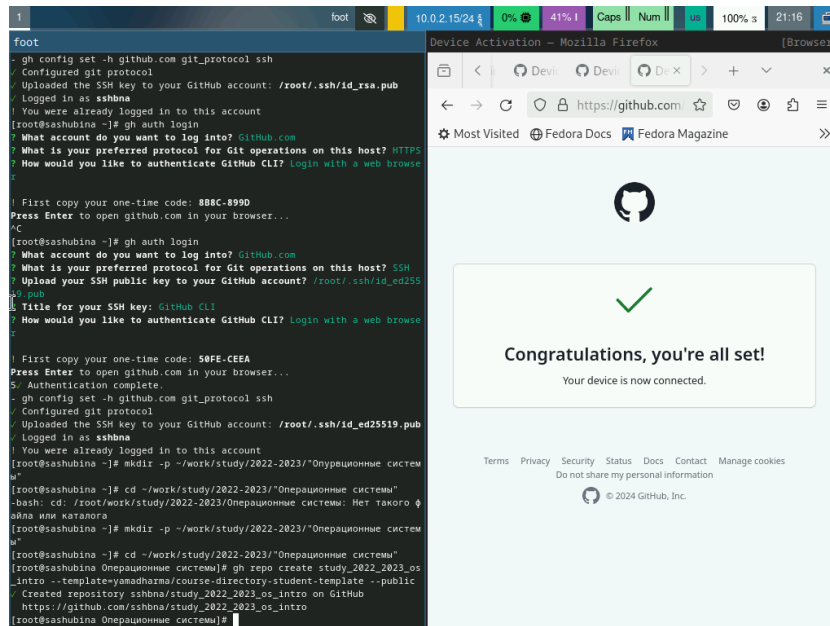 1
foot
10.0.2.15/24
0%
41%
Caps
Num
us
100%
21:16
foot
Device Activation — Mozilla Firefox
[Browser
- gh config set -h github.com git_protocol ssh
✓ Configured git protocol
✓ Uploaded the SSH key to your GitHub account: /root/.ssh/id_rsa.pub
✓ Logged in as sshbna
! You were already logged in to this account
[root@sashubina ~]# gh auth login
? What account do you want to log into? GitHub.com
? What is your preferred protocol for Git operations on this host? HTTPS
? How would you like to authenticate GitHub CLI? Login with a web browse
r
! First copy your one-time code: 8B8C-899D
Press Enter to open github.com in your browser...
^C
[root@sashubina ~]# gh auth login
? What account do you want to log into? GitHub.com
? What is your preferred protocol for Git operations on this host? SSH
? Upload your SSH public key to your GitHub account? /root/.ssh/id_ed255
19.pub
? Title for your SSH key: GitHub CLI
? How would you like to authenticate GitHub CLI? Login with a web browse
r
! First copy your one-time code: 50FE-CEEA
Press Enter to open github.com in your browser...
5✓ Authentication complete.
- gh config set -h github.com git_protocol ssh
✓ Configured git protocol
✓ Uploaded the SSH key to your GitHub account: /root/.ssh/id_ed25519.pub
✓ Logged in as sshbna
! You were already logged in to this account
[root@sashubina ~]# mkdir -p ~/work/study/2022-2023/"Опурвционные систем
ы"
[root@sashubina ~]# cd ~/work/study/2022-2023/"Операционные системы"
-bash: cd: /root/work/study/2022-2023/Операционные системы: Нет такого ф
айла или каталога
[root@sashubina ~]# mkdir -p ~/work/study/2022-2023/"Операционные систем
ы"
[root@sashubina ~]# cd ~/work/study/2022-2023/"Операционные системы"
[root@sashubina Операционные системы]# gh repo create study_2022_2023_os
_intro --template=yamadharma/course-directory-student-template --public
✓ Created repository sshbna/study_2022_2023_os_intro on GitHub
https://github.com/sshbna/study_2022_2023_os_intro
[root@sashubina Операционные системы]#
Devic
Devi
De
https://github.com/
Most Visited
Fedora Docs
Fedora Magazine
Congratulations, you're all set!
Your device is now connected.
Terms Privacy Security Status Docs Contact Manage cookies
Do not share my personal information
© 2024 GitHub, Inc.